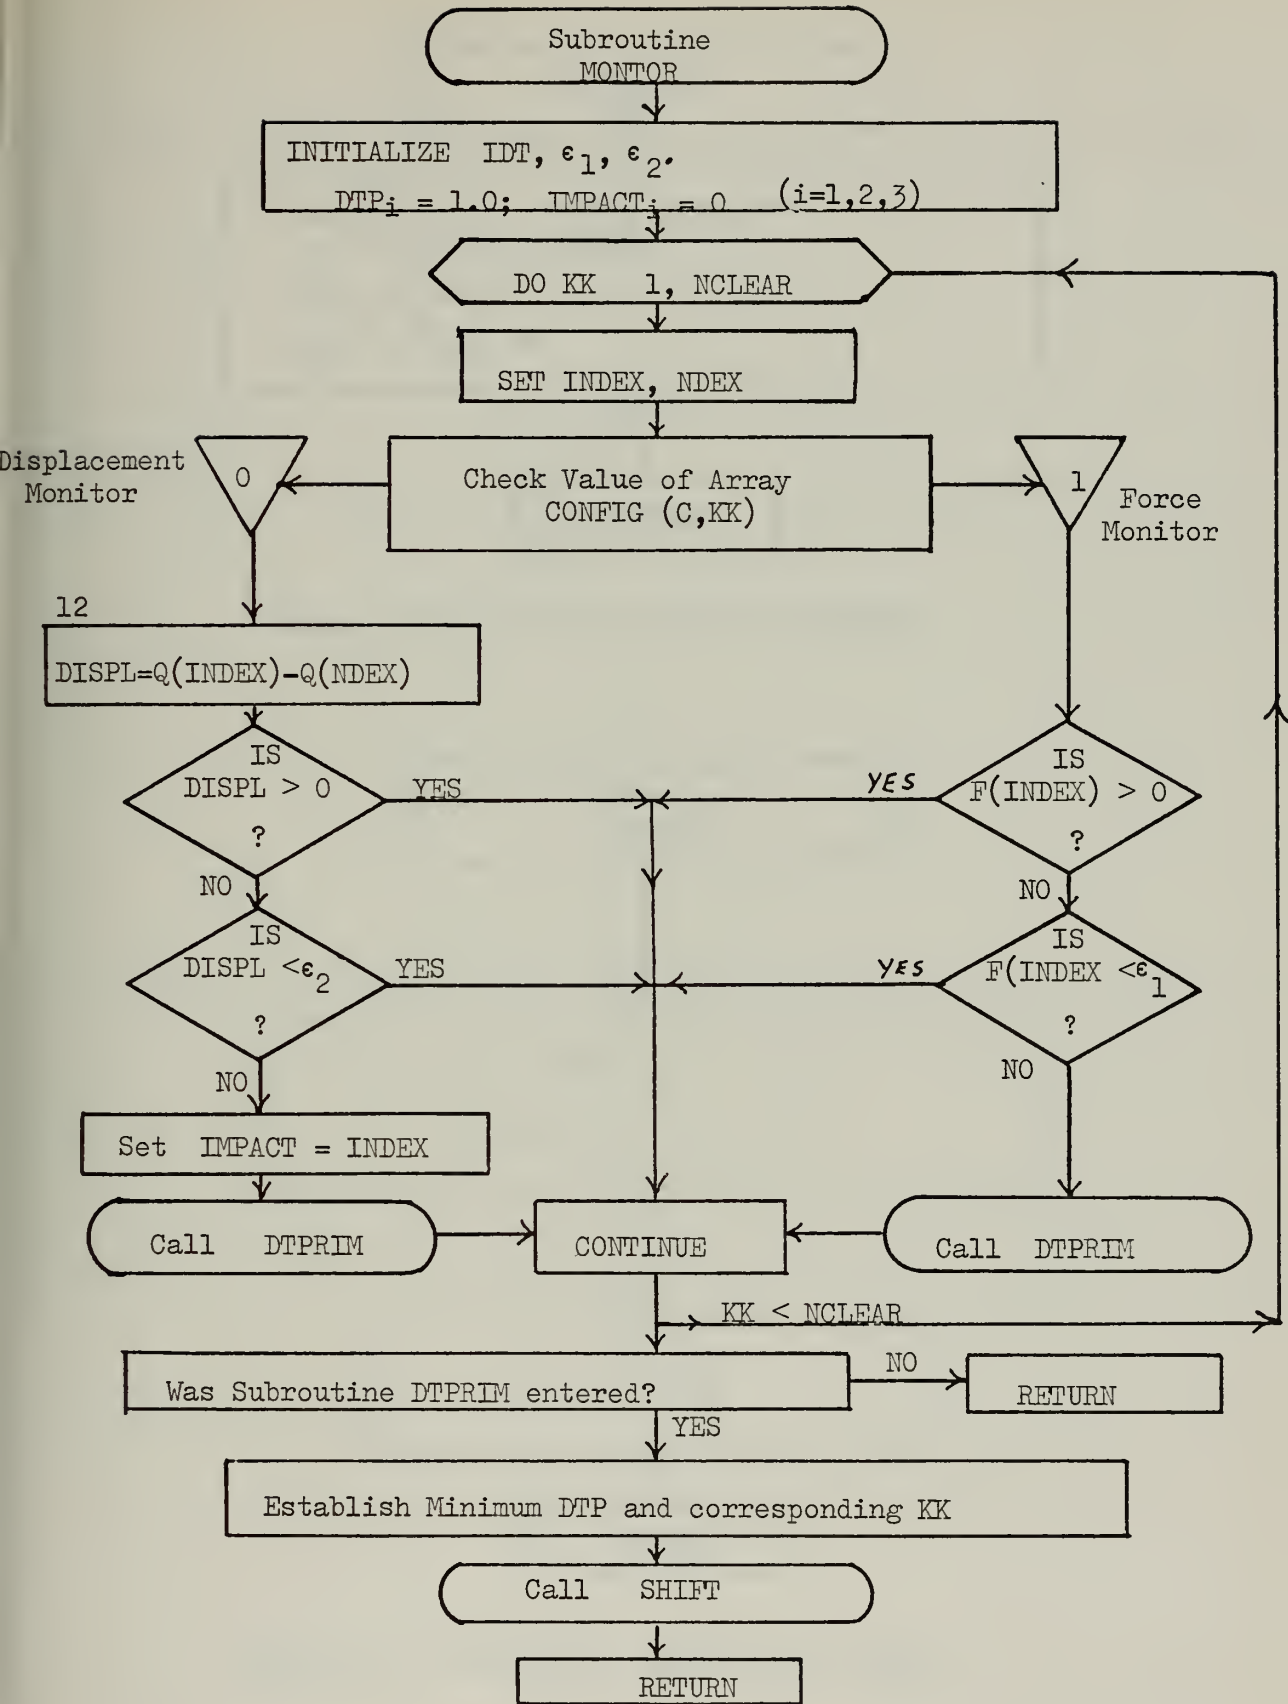 Subroutine
MONTOR
INITIALIZE IDT, ε1, ε2.
DTPi = 1.0; IMPACTi = 0 (i=1,2,3)
DO KK 1, NCLEAR
SET INDEX, NDEX
Displacement
Monitor
0
Check Value of Array
CONFIG (C,KK)
1
Force
Monitor
12
DISPL=Q(INDEX)-Q(NDEX)
IS
DISPL > 0
?
YES
NO
YES
IS
F(INDEX) > 0
?
NO
IS
DISPL <ε2
?
YES
NO
YES
IS
F(INDEX <ε1
?
NO
Set IMPACT = INDEX
Call DTPRIM
CONTINUE
Call DTPRIM
KK < NCLEAR
Was Subroutine DTPRIM entered?
NO
RETURN
YES
Establish Minimum DTP and corresponding KK
Call SHIFT
RETURN